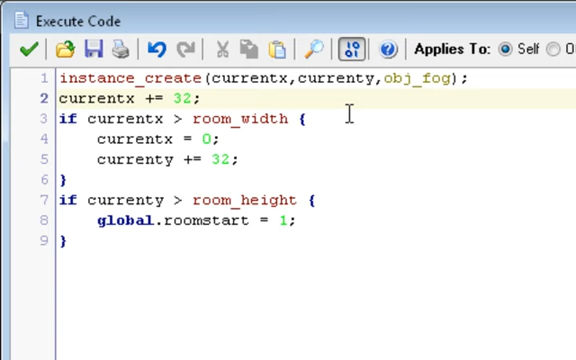 Execute Code
Applies To: Self O
1 instance_create(currentx,currenty,obj_fog);
2 currentx += 32;
3 if currentx > room_width {
4 currentx = 0;
5 currenty += 32;
6 }
7 if currenty > room_height {
8 global.roomstart = 1;
9 }